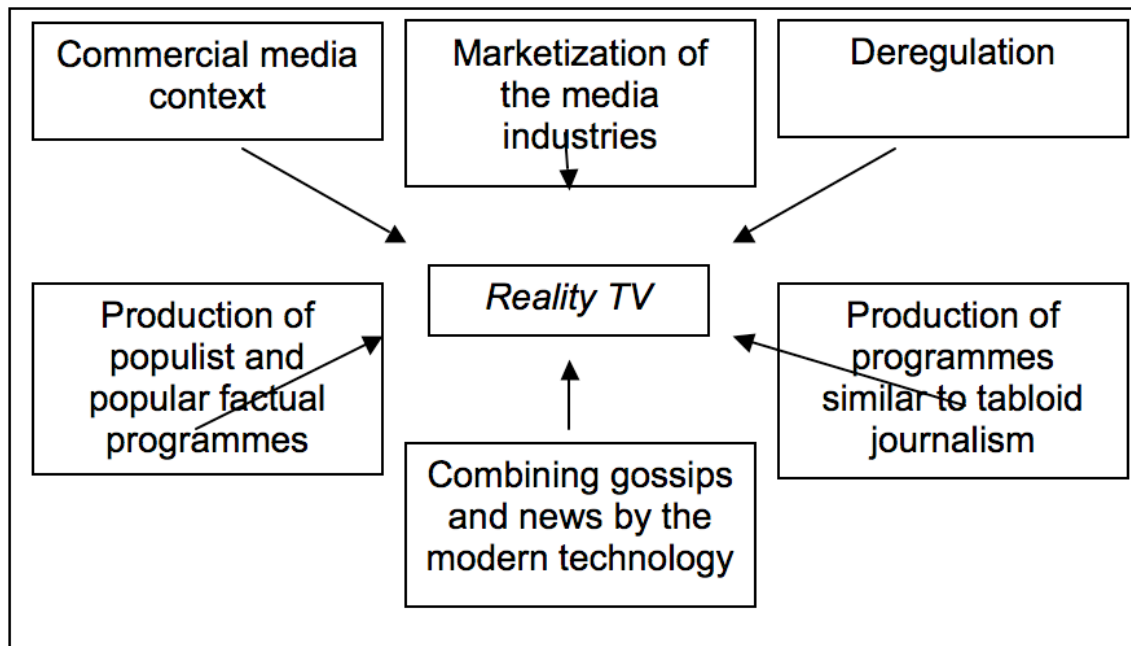 Commercial media
context
Marketization of
the media
industries
Deregulation
Reality TV
Production of
populist and
popular factual
programmes
Combining gossips
and news by the
modern technology
Production of
programmes
similar to tabloid
journalism